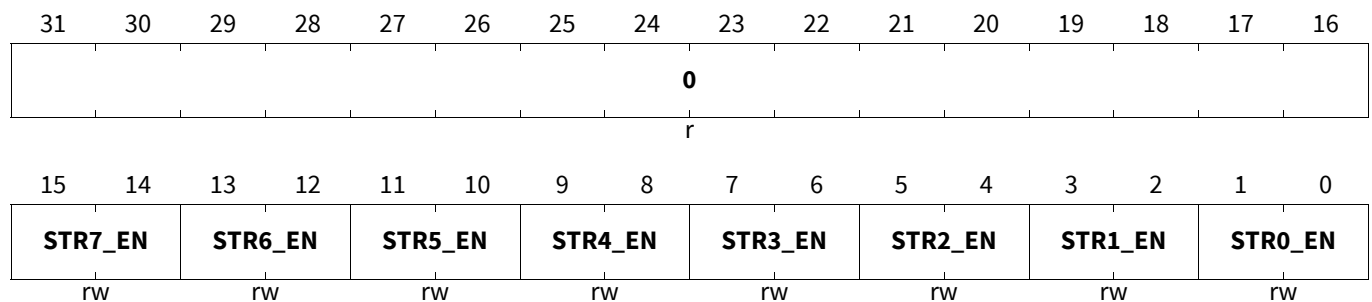 31 30 29 28 27 26 25 24 23 22 21 20 19 18 17 16
0
r
15 14 13 12 11 10 9 8 7 6 5 4 3 2 1 0
STR7_EN STR6_EN STR5_EN STR4_EN STR3_EN STR2_EN STR1_EN STR0_EN
rw rw rw rw rw rw rw rw